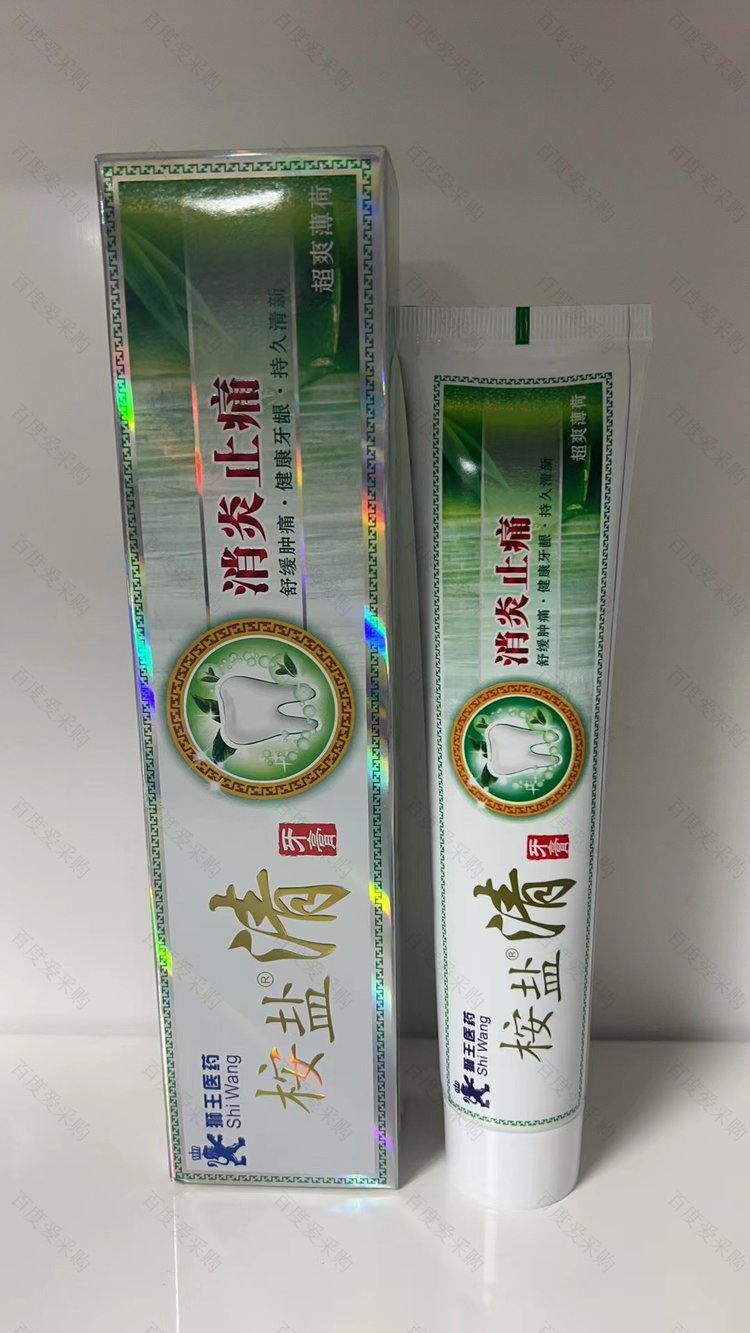 狮王医药
Shi Wang
桉盐清®
牙膏
消炎止痛
舒缓肿痛·健康牙龈·持久清新
超爽薄荷
狮王医药
Shi Wang
桉盐清®
牙膏
消炎止痛
舒缓肿痛·健康牙龈·持久清新
超爽薄荷
百度爱采购